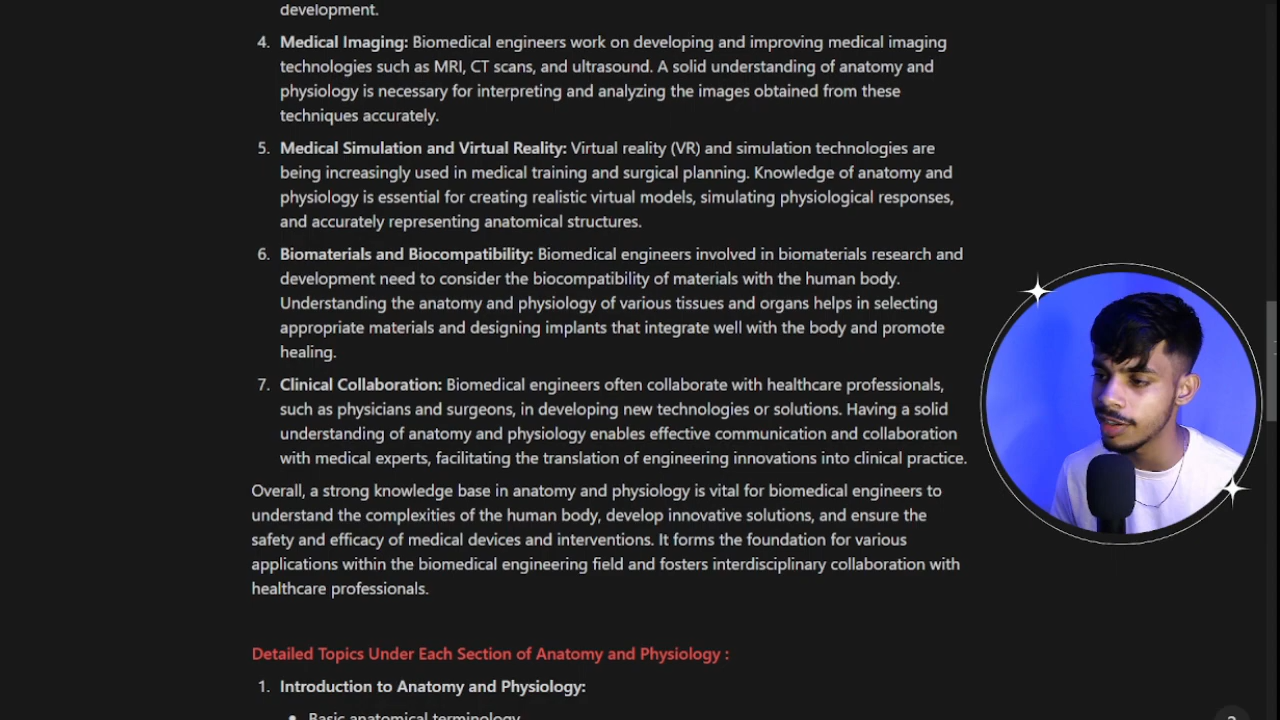 development.
4. Medical Imaging: Biomedical engineers work on developing and improving medical imaging
technologies such as MRI, CT scans, and ultrasound. A solid understanding of anatomy and
physiology is necessary for interpreting and analyzing the images obtained from these
techniques accurately.
5. Medical Simulation and Virtual Reality: Virtual reality (VR) and simulation technologies are
being increasingly used in medical training and surgical planning. Knowledge of anatomy and
physiology is essential for creating realistic virtual models, simulating physiological responses,
and accurately representing anatomical structures.
6. Biomaterials and Biocompatibility: Biomedical engineers involved in biomaterials research and
development need to consider the biocompatibility of materials with the human body.
Understanding the anatomy and physiology of various tissues and organs helps in selecting
appropriate materials and designing implants that integrate well with the body and promote
healing.
7. Clinical Collaboration: Biomedical engineers often collaborate with healthcare professionals,
such as physicians and surgeons, in developing new technologies or solutions. Having a solid
understanding of anatomy and physiology enables effective communication and collaboration
with medical experts, facilitating the translation of engineering innovations into clinical practice.
Overall, a strong knowledge base in anatomy and physiology is vital for biomedical engineers to
understand the complexities of the human body, develop innovative solutions, and ensure the
safety and efficacy of medical devices and interventions. It forms the foundation for various
applications within the biomedical engineering field and fosters interdisciplinary collaboration with
healthcare professionals.
Detailed Topics Under Each Section of Anatomy and Physiology :
1. Introduction to Anatomy and Physiology:
• Basic anatomical terminology